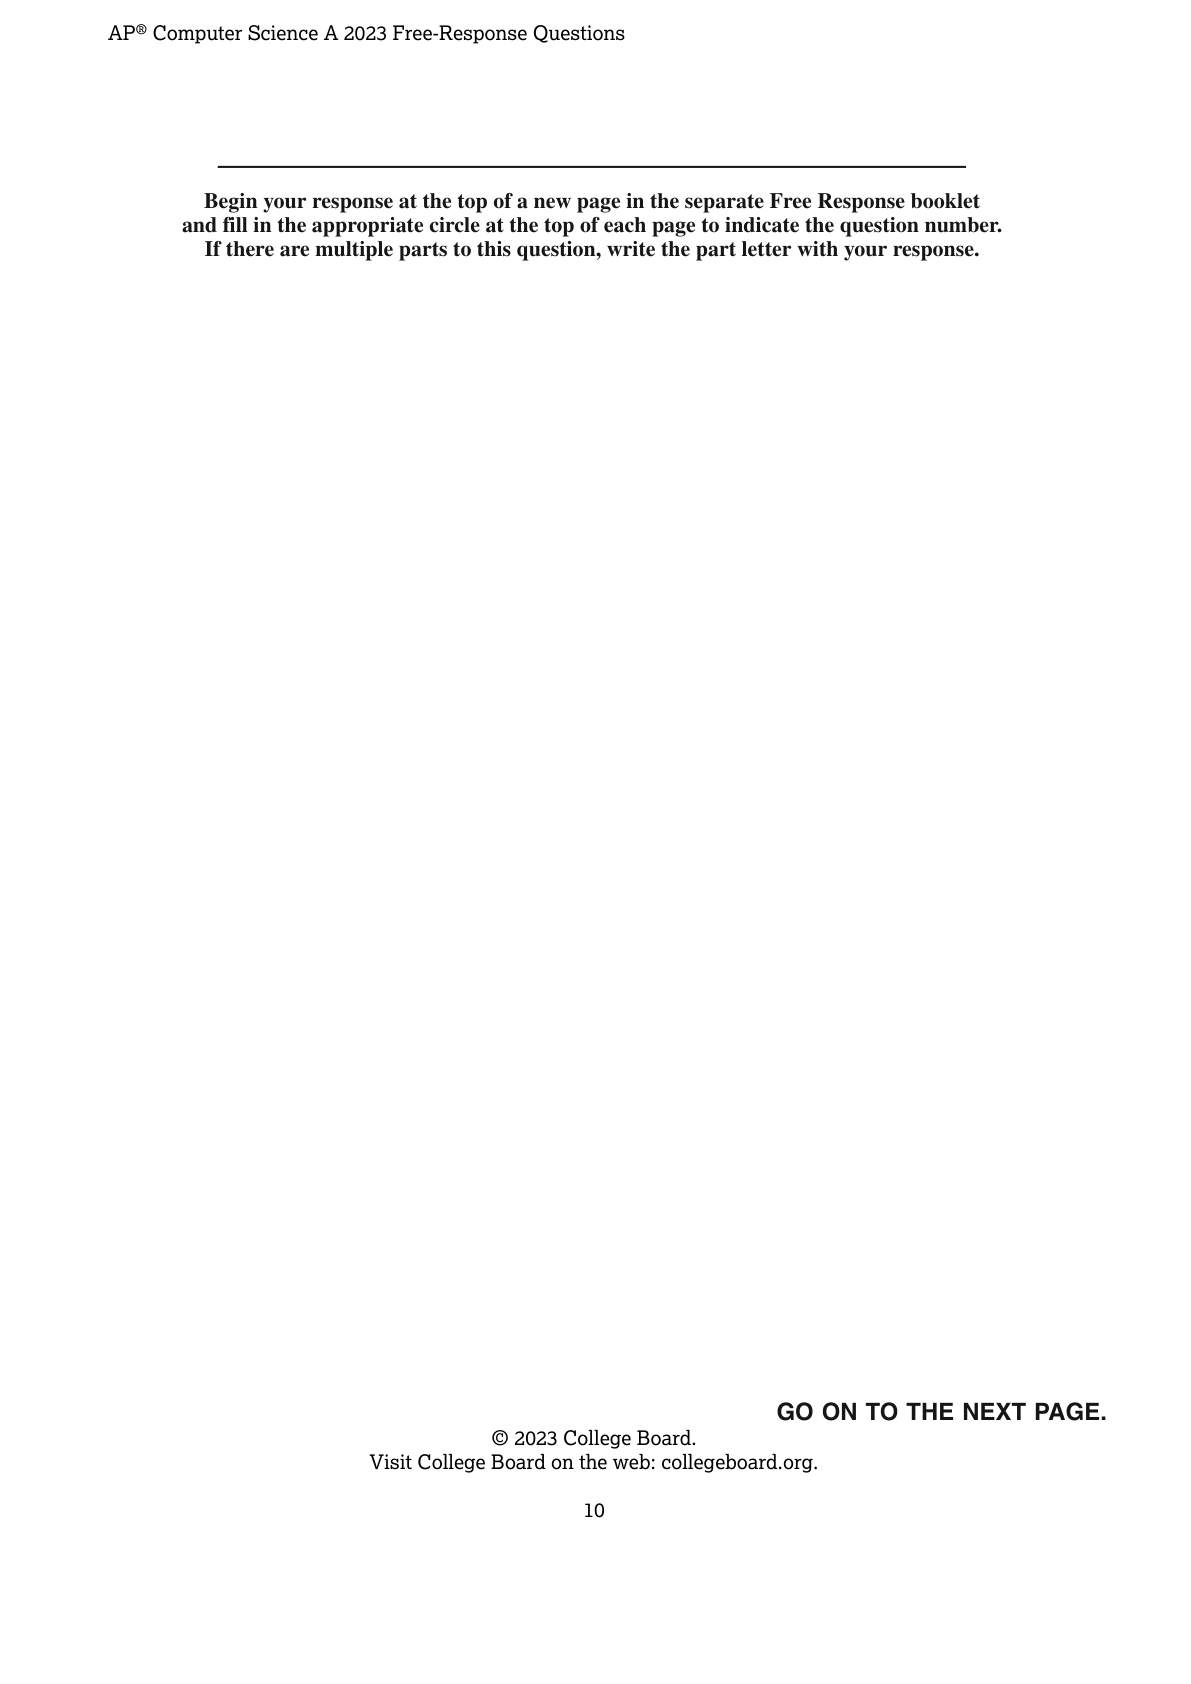 AP® Computer Science A 2023 Free-Response Questions
Begin your response at the top of a new page in the separate Free Response booklet
and fill in the appropriate circle at the top of each page to indicate the question number.
If there are multiple parts to this question, write the part letter with your response.
GO ON TO THE NEXT PAGE.
© 2023 College Board.
Visit College Board on the web: collegeboard.org.
10